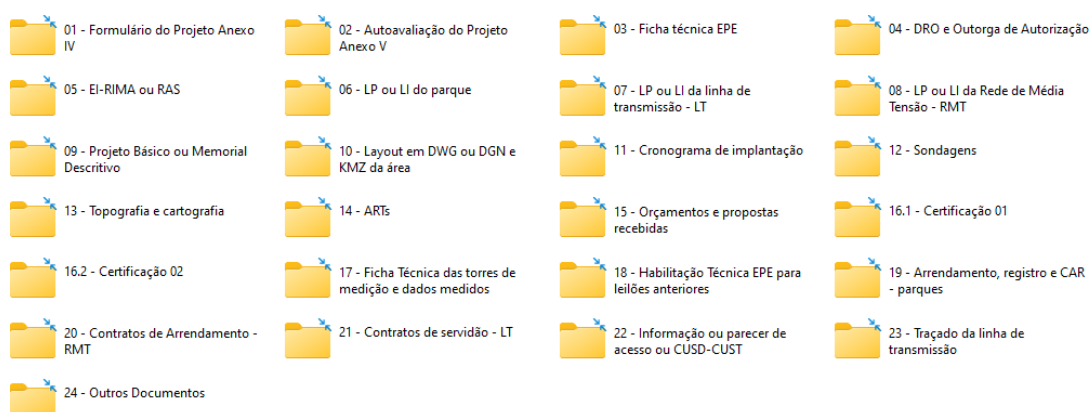 01 - Formulário do Projeto Anexo
IV
02 - Autoavaliação do Projeto
Anexo V
03 - Ficha técnica EPE
04 - DRO e Outorga de Autorização
05 - EI-RIMA ou RAS
06 - LP ou LI do parque
07 - LP ou LI da linha de
transmissão - LT
08 - LP ou LI da Rede de Média
Tensão - RMT
09 - Projeto Básico ou Memorial
Descritivo
10 - Layout em DWG ou DGN e
KMZ da área
11 - Cronograma de implantação
12 - Sondagens
13 - Topografia e cartografia
14 - ARTs
15 - Orçamentos e propostas
recebidas
16.1 - Certificação 01
16.2 - Certificação 02
17 - Ficha Técnica das torres de
medição e dados medidos
18 - Habilitação Técnica EPE para
leilões anteriores
19 - Arrendamento, registro e CAR
- parques
20 - Contratos de Arrendamento -
RMT
21 - Contratos de servidão - LT
22 - Informação ou parecer de
acesso ou CUSD-CUST
23 - Traçado da linha de
transmissão
24 - Outros Documentos